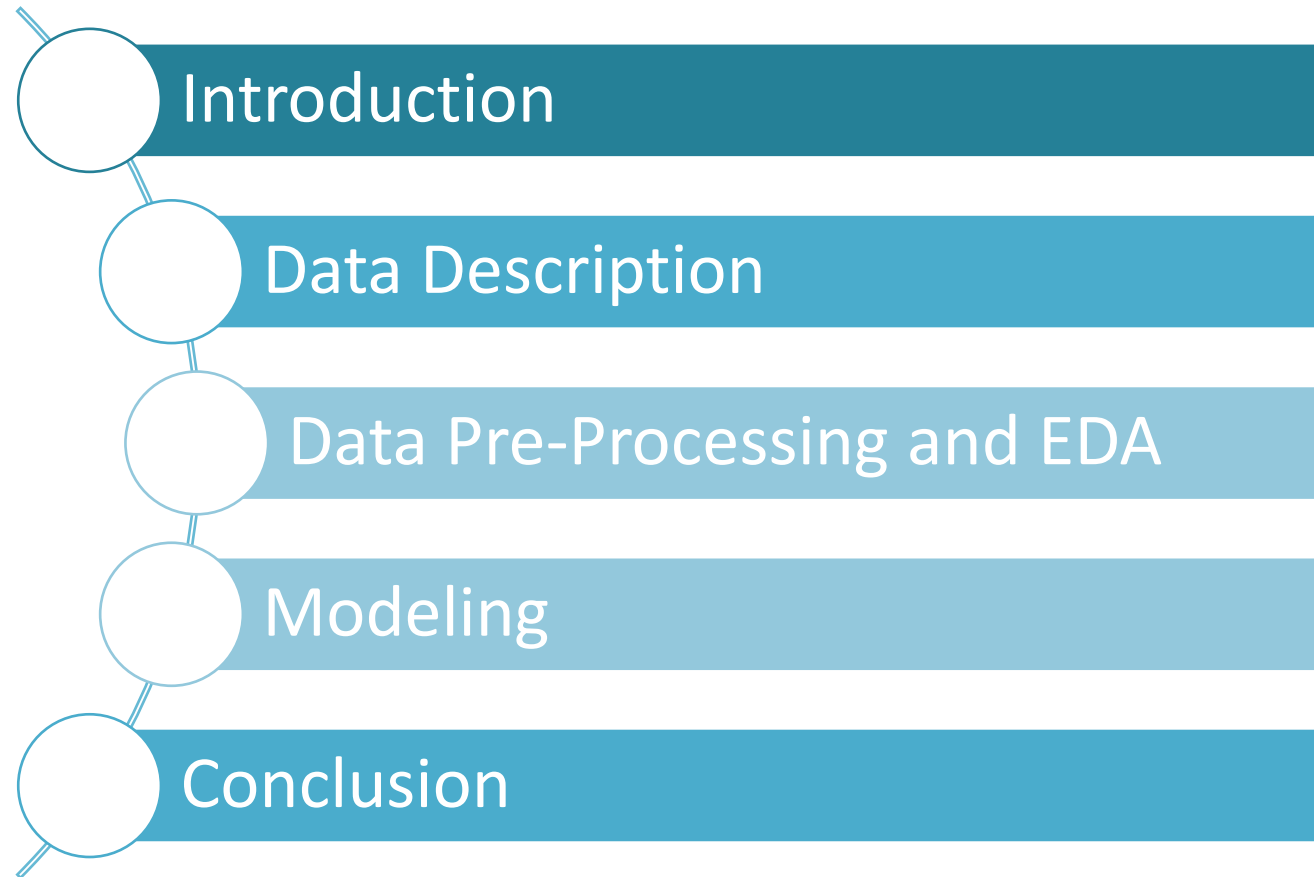 Introduction
Data Description
Data Pre-Processing and EDA
Modeling
Conclusion